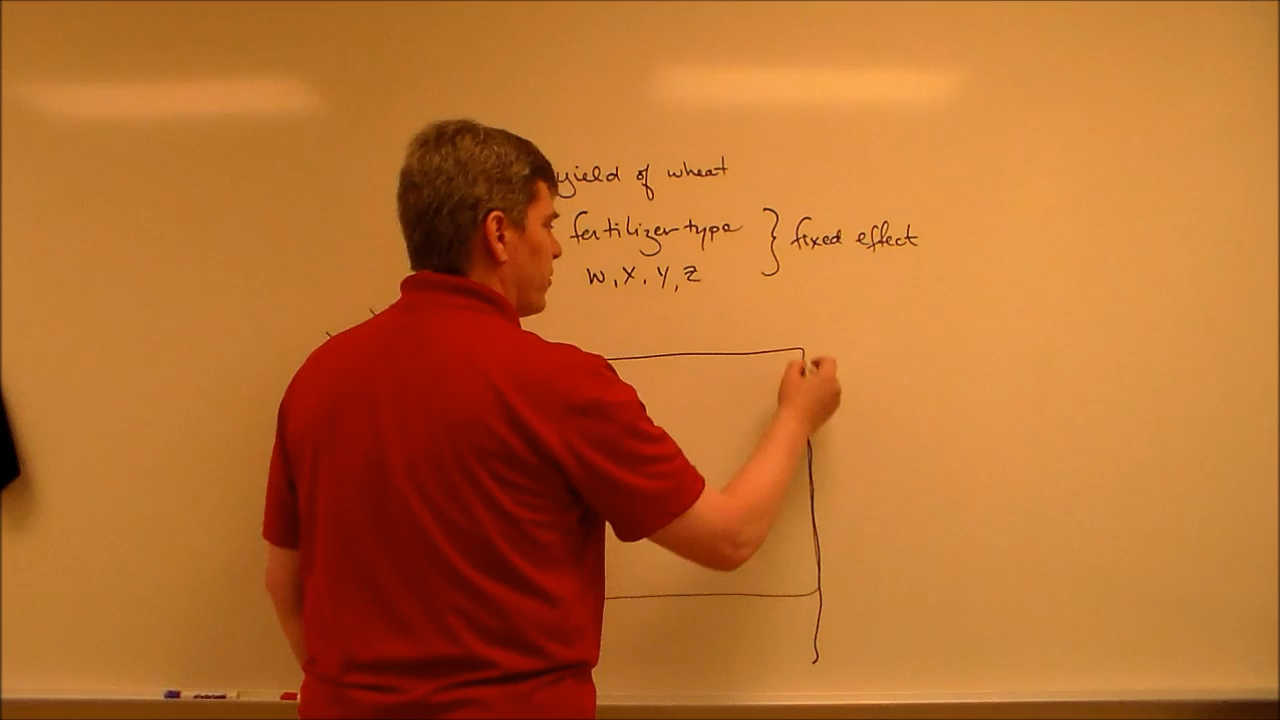 yield of wheat
fertilizer type } fixed effect
W, X, Y, Z